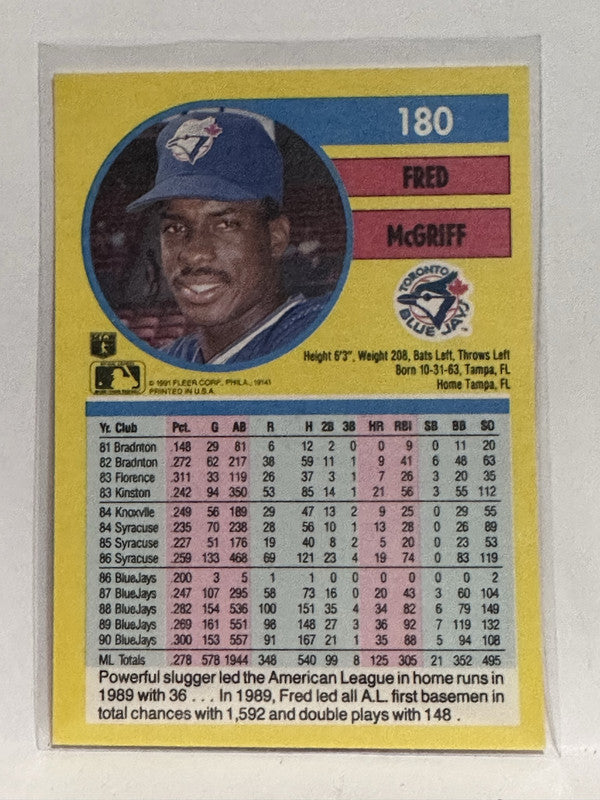 180
FRED
McGRIFF
TORONTO
BLUE JAYS
Height 6'3", Weight 208, Bats Left, Throws Left
Born 10-31-63, Tampa, FL
Home Tampa, FL
© 1991 FLEER CORP., PHILA., 19141
PRINTED IN U.S.A.
Yr. Club Pct. G AB R H 2B 3B HR RBI SB BB SO
81 Bradnton .148 29 81 6 12 2 0 0 9 0 11 20
82 Bradnton .272 62 217 38 59 11 1 9 41 6 48 63
83 Florence .311 33 119 26 37 3 1 7 26 3 20 35
83 Kinston .242 94 350 53 85 14 1 21 56 3 55 112
84 Knoxvlle .249 56 189 29 47 13 2 9 25 0 29 55
84 Syracuse .235 70 238 28 56 10 1 13 28 0 26 89
85 Syracuse .227 51 176 19 40 8 2 5 20 0 23 53
86 Syracuse .259 133 468 69 121 23 4 19 74 0 83 119
86 BlueJays .200 3 5 1 1 0 0 0 0 0 0 2
87 BlueJays .247 107 295 58 73 16 0 20 43 3 60 104
88 BlueJays .282 154 536 100 151 35 4 34 82 6 79 149
89 BlueJays .269 161 551 98 148 27 3 36 92 7 119 132
90 BlueJays .300 153 557 91 167 21 1 35 88 5 94 108
ML Totals .278 578 1944 348 540 99 8 125 305 21 352 495
Powerful slugger led the American League in home runs in
1989 with 36 . . . In 1989, Fred led all A.L. first basemen in
total chances with 1,592 and double plays with 148 .